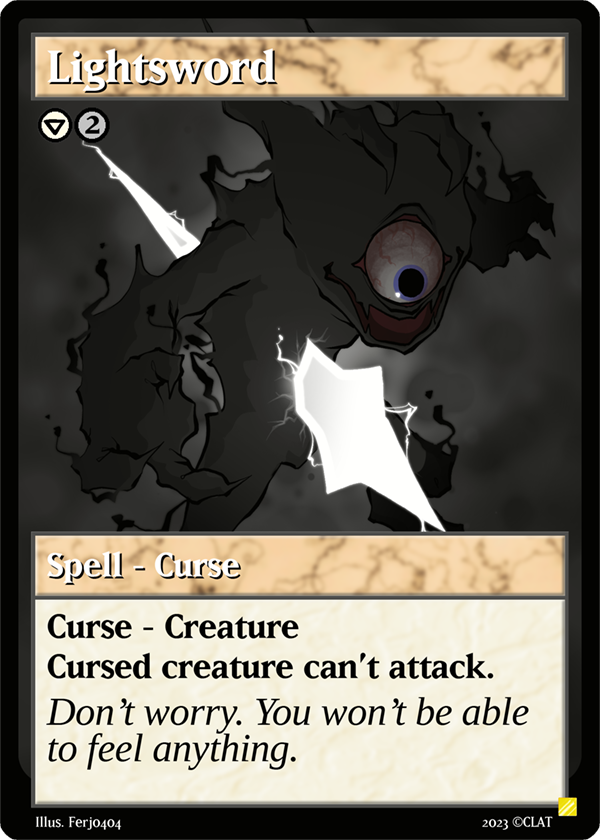 Lightsword
2
Spell - Curse
Curse - Creature
Cursed creature can't attack.
Don't worry. You won't be able
to feel anything.
Illus. Ferj0404
2023 ©CLAT